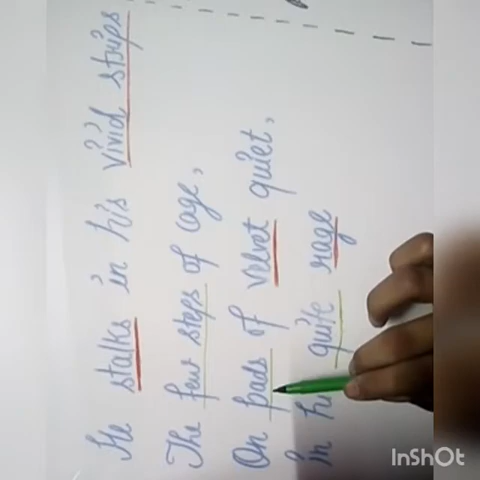 He stalks in his vivid strips
The few steps of cage,
On pads of velvet quiet,
In quite rage
InShOt